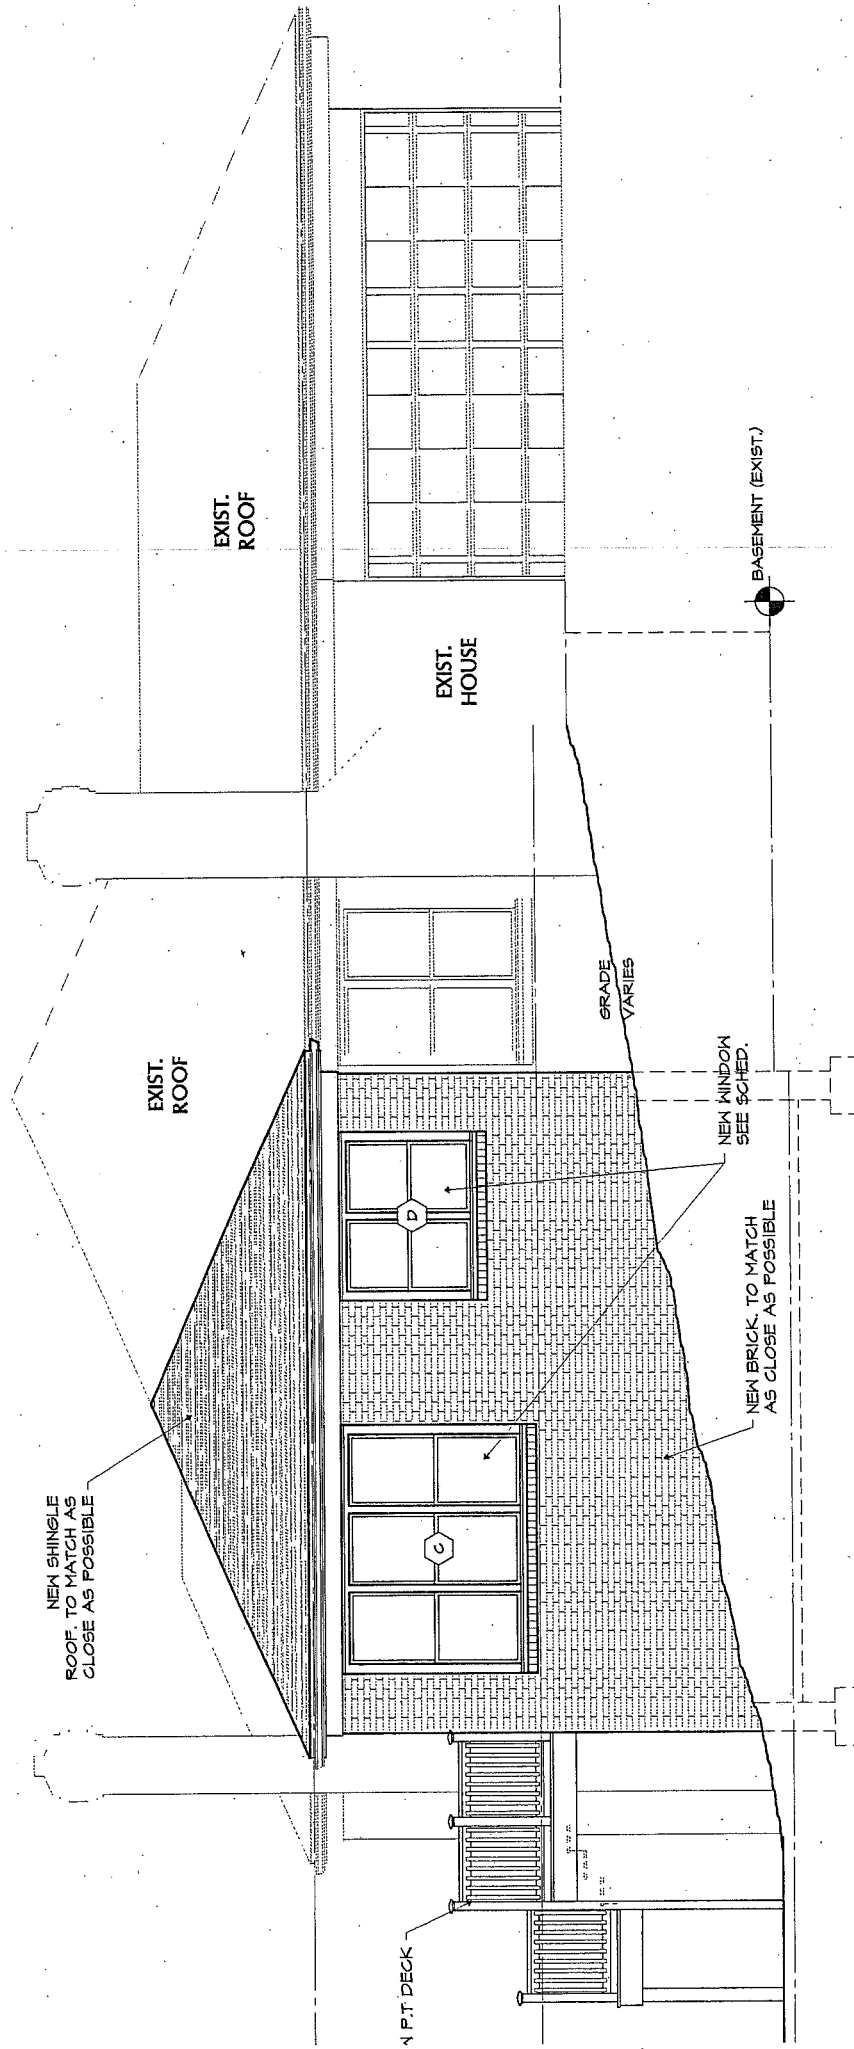 NEW SHINGLE
ROOF. TO MATCH AS
CLOSE AS POSSIBLE
EXIST.
ROOF
EXIST.
ROOF
EXIST.
HOUSE
P.T DECK
C
D
GRADE
VARIES
NEW WINDOW
SEE SCHED.
NEW BRICK. TO MATCH
AS CLOSE AS POSSIBLE
BASEMENT (EXIST.)